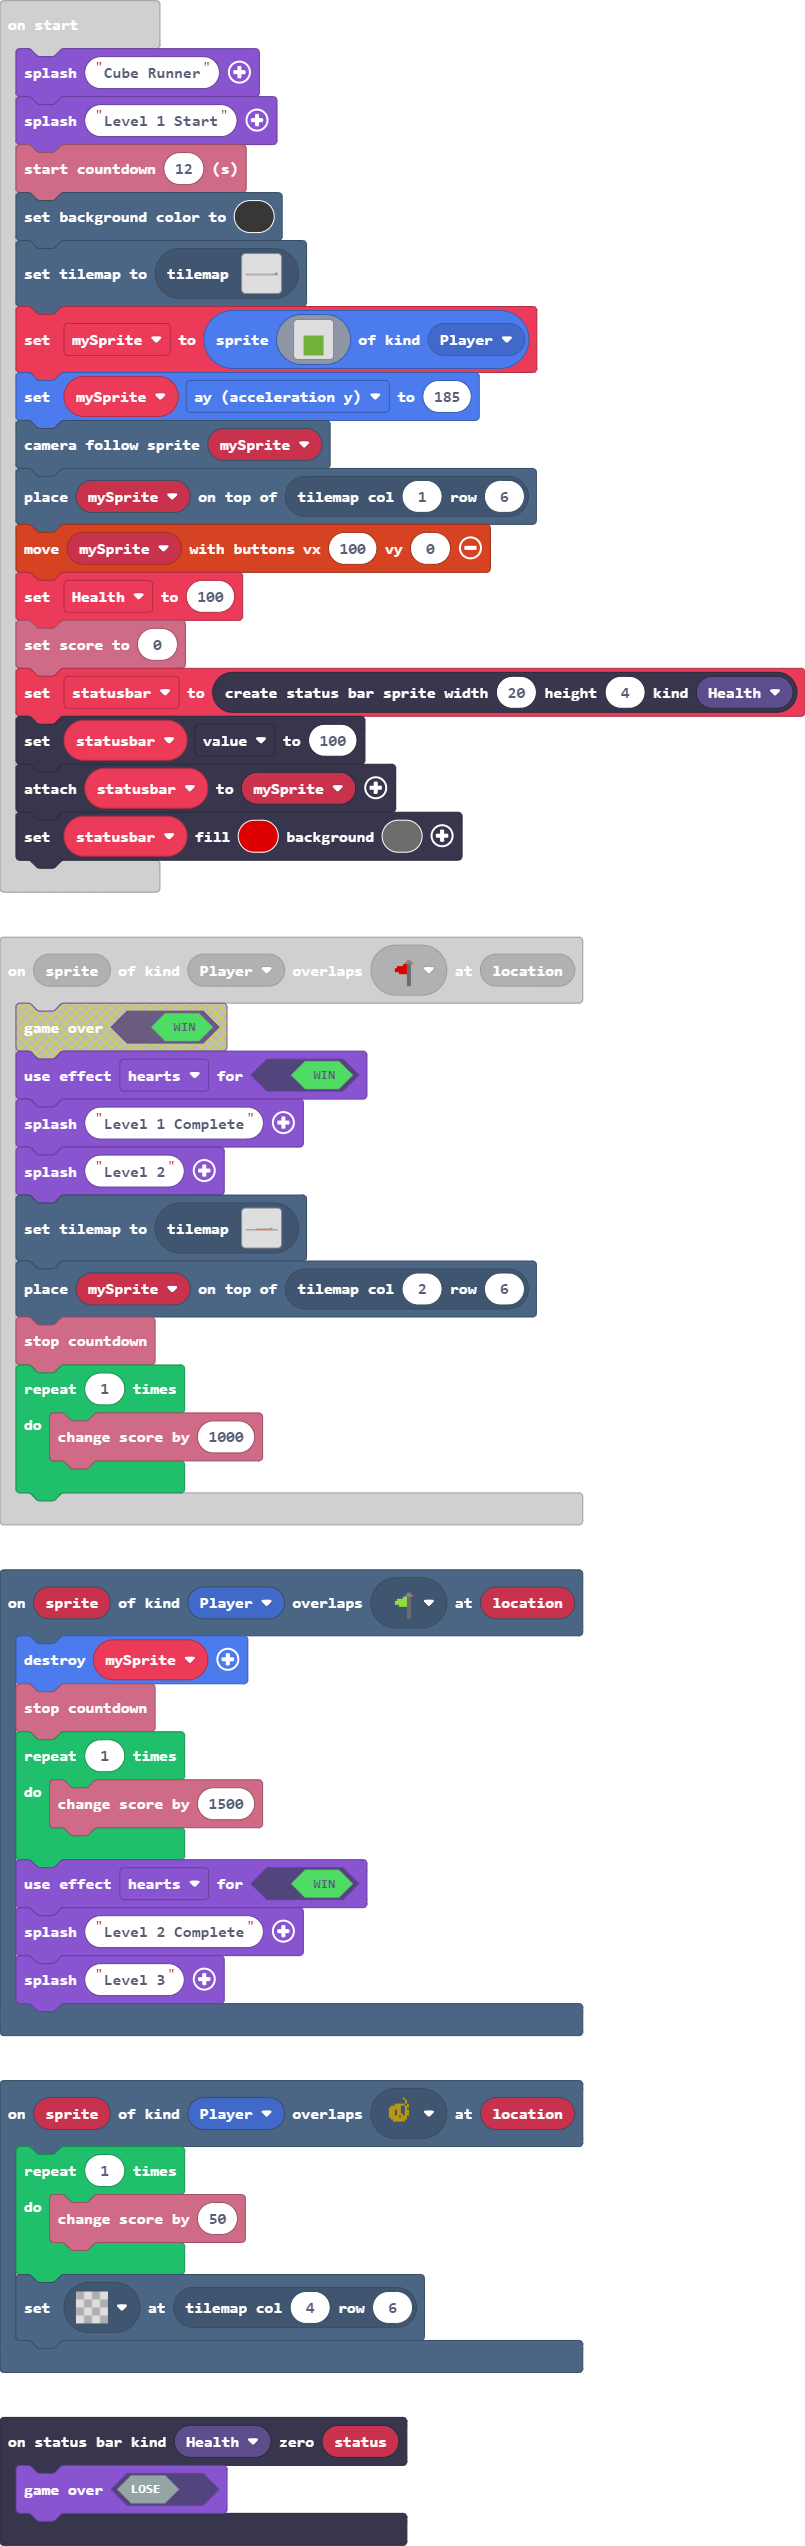 on start
splash "Cube Runner"
splash "Level 1 Start"
start countdown 12 (s)
set background color to
set tilemap to tilemap
set mySprite to sprite of kind Player
set mySprite ay (acceleration y) to 185
camera follow sprite mySprite
place mySprite on top of tilemap col 1 row 6
move mySprite with buttons vx 100 vy 0
set Health to 100
set score to 0
set statusbar to create status bar sprite width 20 height 4 kind Health
set statusbar value to 100
attach statusbar to mySprite
set statusbar fill background
on sprite of kind Player overlaps at location
game over WIN
use effect hearts for WIN
splash "Level 1 Complete"
splash "Level 2"
set tilemap to tilemap
place mySprite on top of tilemap col 2 row 6
stop countdown
repeat 1 times
do change score by 1000
on sprite of kind Player overlaps at location
destroy mySprite
stop countdown
repeat 1 times
do change score by 1500
use effect hearts for WIN
splash "Level 2 Complete"
splash "Level 3"
on sprite of kind Player overlaps at location
repeat 1 times
do change score by 50
set at tilemap col 4 row 6
on status bar kind Health zero status
game over LOSE